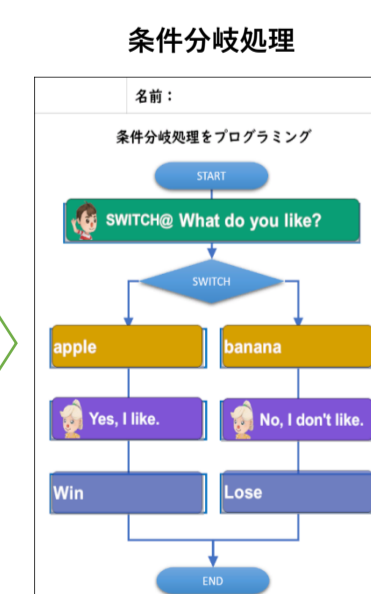 条件分岐処理
名前：
条件分岐処理をプログラミング
START
SWITCH@ What do you like?
SWITCH
apple
banana
Yes, I like.
No, I don't like.
Win
Lose
END